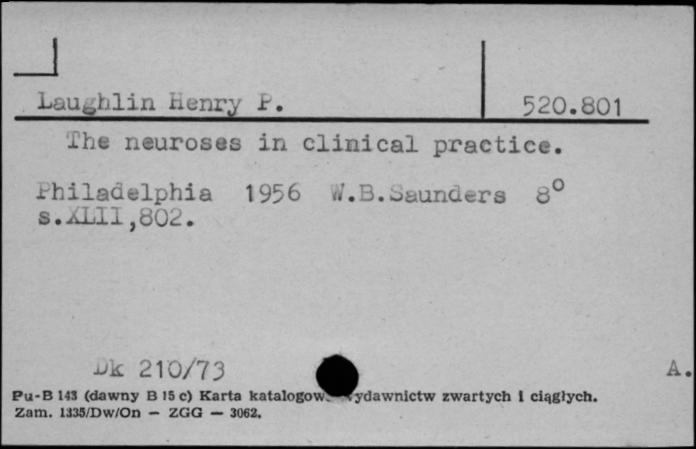 Laughlin Henry P. 520.801
The neuroses in clinical practice.
Philadelphia 1956 W.B.Saunders 8°
s.XLII,802.
Dk 210/73 A.
Pu-B 143 (dawny B 15 c) Karta katalogow. wydawnictw zwartych i ciągłych.
Zam. 1335/Dw/On — ZGG — 3062.